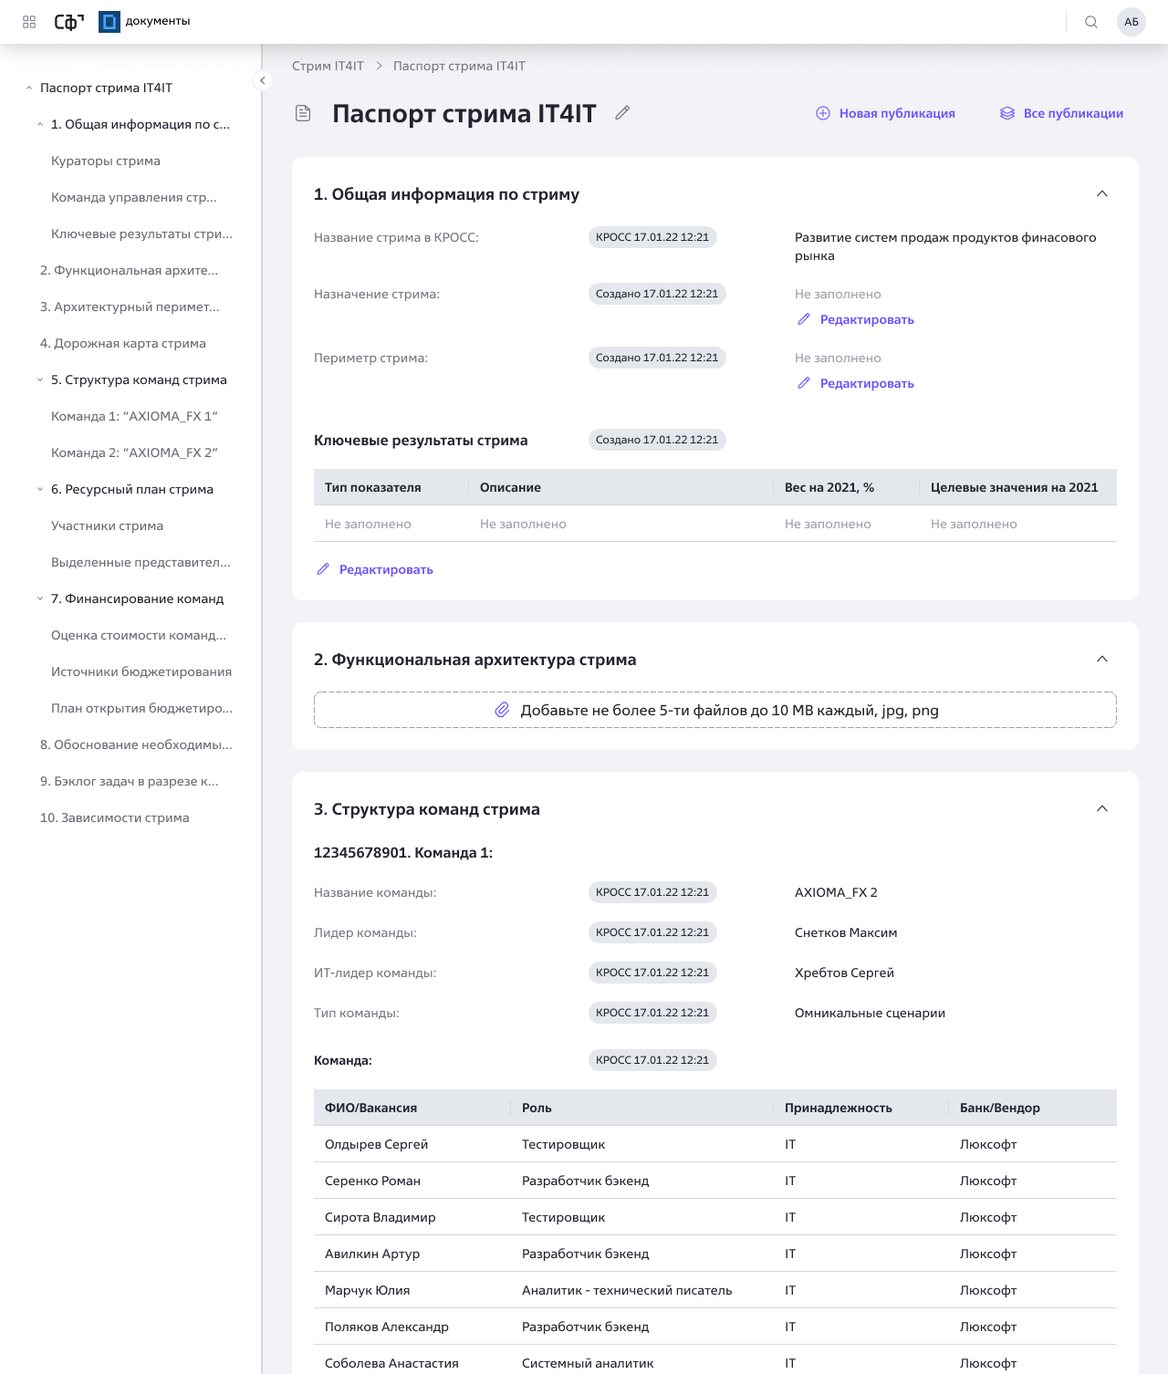 Сф
документы
АБ
Паспорт стрима IT4IT
1. Общая информация по с...
Кураторы стрима
Команда управления стр...
Ключевые результаты стри...
2. Функциональная архите...
3. Архитектурный перимет...
4. Дорожная карта стрима
5. Структура команд стрима
Команда 1: “AXIOMA_FX 1”
Команда 2: “AXIOMA_FX 2”
6. Ресурсный план стрима
Участники стрима
Выделенные представител...
7. Финансирование команд
Оценка стоимости команд...
Источники бюджетирования
План открытия бюджетиро...
8. Обоснование необходимы...
9. Бэклог задач в разрезе к...
10. Зависимости стрима
Стрим IT4IT > Паспорт стрима IT4IT
Паспорт стрима IT4IT
Новая публикация
Все публикации
1. Общая информация по стриму
Название стрима в КРОСС: КРОСС 17.01.22 12:21 Развитие систем продаж продуктов финасового
рынка
Назначение стрима: Создано 17.01.22 12:21 Не заполнено
Редактировать
Периметр стрима: Создано 17.01.22 12:21 Не заполнено
Редактировать
Ключевые результаты стрима Создано 17.01.22 12:21
Тип показателя Описание Вес на 2021, % Целевые значения на 2021
Не заполнено Не заполнено Не заполнено Не заполнено
Редактировать
2. Функциональная архитектура стрима
Добавьте не более 5-ти файлов до 10 MB каждый, jpg, png
3. Структура команд стрима
12345678901. Команда 1:
Название команды: КРОСС 17.01.22 12:21 AXIOMA_FX 2
Лидер команды: КРОСС 17.01.22 12:21 Снетков Максим
ИТ-лидер команды: КРОСС 17.01.22 12:21 Хребтов Сергей
Тип команды: КРОСС 17.01.22 12:21 Омникальные сценарии
Команда: КРОСС 17.01.22 12:21
ФИО/Вакансия Роль Принадлежность Банк/Вендор
Олдырев Сергей Тестировщик IT Люксофт
Серенко Роман Разработчик бэкенд IT Люксофт
Сирота Владимир Тестировщик IT Люксофт
Авилкин Артур Разработчик бэкенд IT Люксофт
Марчук Юлия Аналитик - технический писатель IT Люксофт
Поляков Александр Разработчик бэкенд IT Люксофт
Соболева Анастастия Системный аналитик IT Люксофт